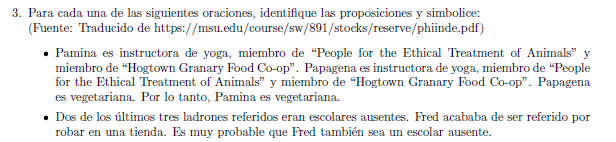 3. Para cada una de las siguientes oraciones, identifique las proposiciones y simbolice:
(Fuente: Traducido de https://msu.edu/course/sw/891/stocks/reserve/phiinde.pdf)
• Pamina es instructora de yoga, miembro de “People for the Ethical Treatment of Animals” y
miembro de “Hogtown Granary Food Co-op”. Papagena es instructora de yoga, miembro de “People
for the Ethical Treatment of Animals” y miembro de “Hogtown Granary Food Co-op”. Papagena
es vegetariana. Por lo tanto, Pamina es vegetariana.
• Dos de los últimos tres ladrones referidos eran escolares ausentes. Fred acababa de ser referido por
robar en una tienda. Es muy probable que Fred también sea un escolar ausente.